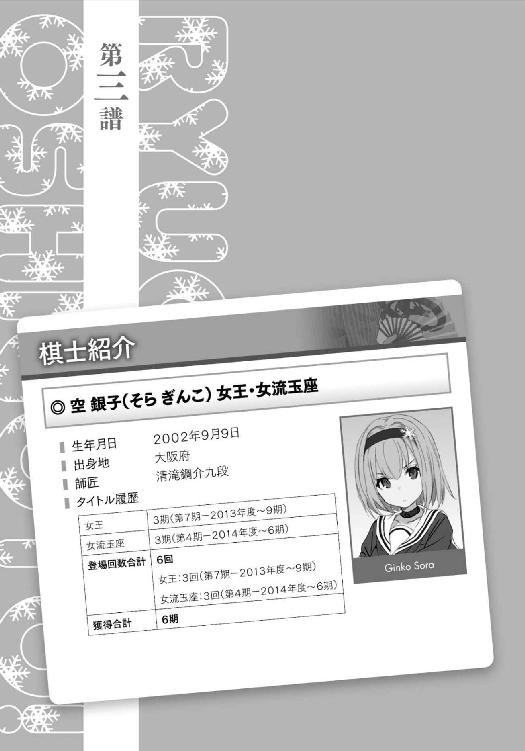 第三譜
RYUO
OSHI
棋士紹介
◎ 空 銀子(そら ぎんこ) 女王・女流玉座
生年月日 2002年9月9日
出身地 大阪府
師匠 清滝鋼介九段
タイトル履歴
女王 3期(第7期−2013年度〜9期)
女流玉座 3期(第4期−2014年度〜6期)
登場回数合計 6回
女王:3回(第7期−2013年度〜9期)
女流玉座:3回(第4期−2014年度〜6期)
獲得合計 6期
Ginko Sora